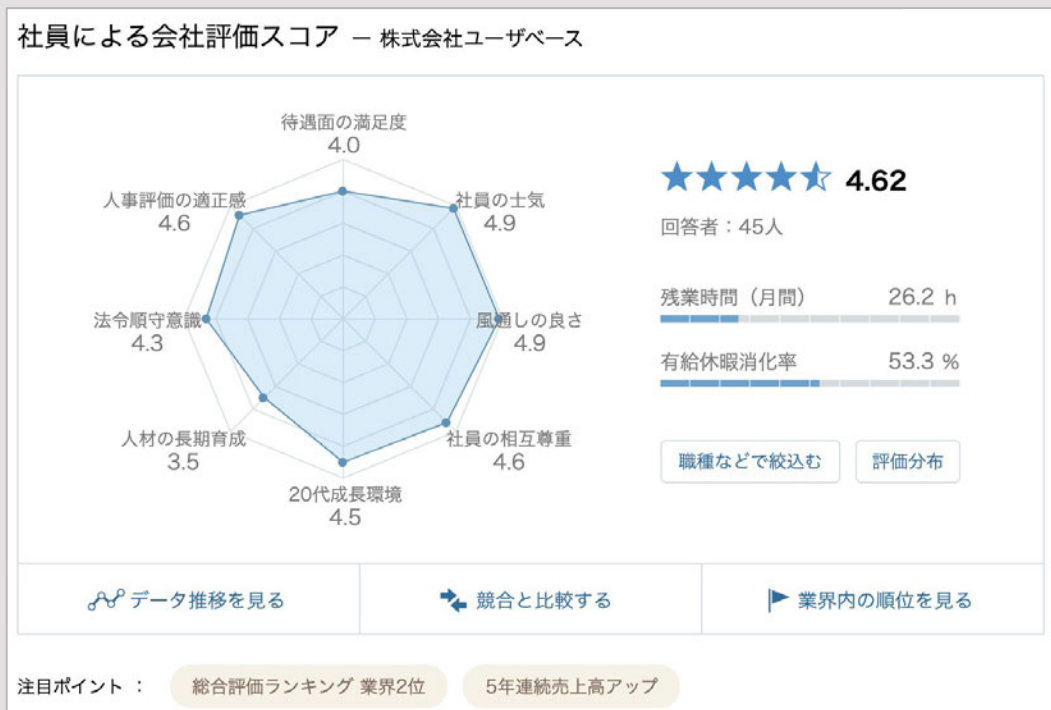 社員による会社評価スコア － 株式会社ユーザベース
待遇面の満足度
4.0
社員の士気
4.9
風通しの良さ
4.9
社員の相互尊重
4.6
20代成長環境
4.5
人材の長期育成
3.5
法令順守意識
4.3
人事評価の適正感
4.6
4.62
回答者：45人
残業時間（月間） 26.2 h
有給休暇消化率 53.3 %
職種などで絞込む 評価分布
データ推移を見る 競合と比較する 業界内の順位を見る
注目ポイント ： 総合評価ランキング 業界2位 5年連続売上高アップ